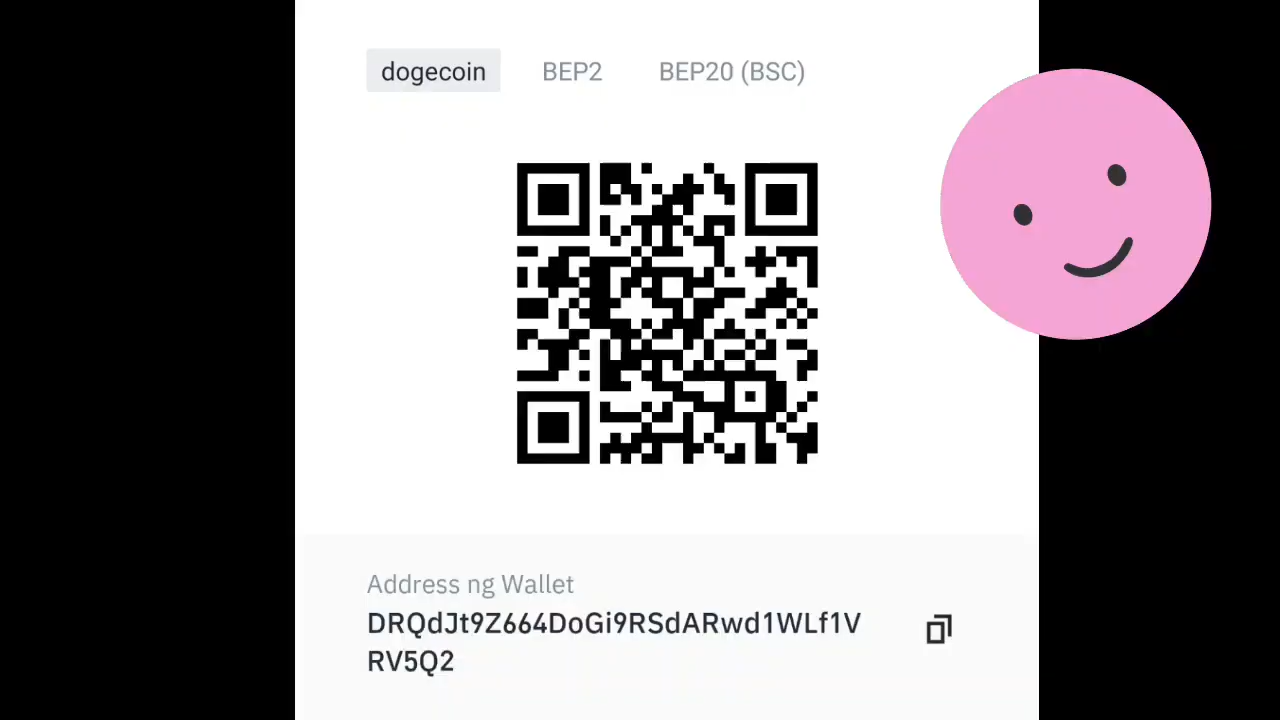 dogecoin BEP2 BEP20 (BSC)
Address ng Wallet
DRQdJt9Z664DoGi9RSdARwd1WLf1V
RV5Q2